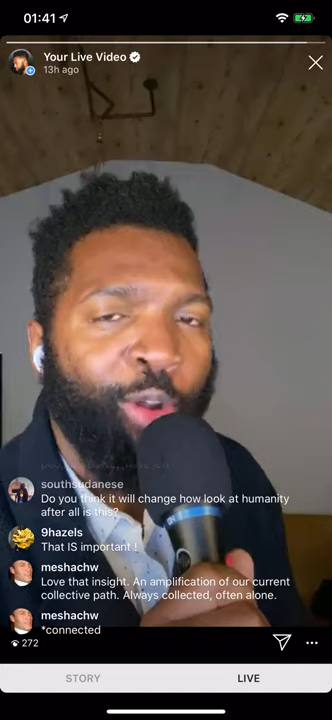 01:41
Your Live Video
13h ago
southsudanese
Do you think it will change how look at humanity
after all is this?
9hazels
That IS important !
meshachw
Love that insight. An amplification of our current
collective path. Always collected, often alone.
meshachw
*connected
272
STORY
LIVE